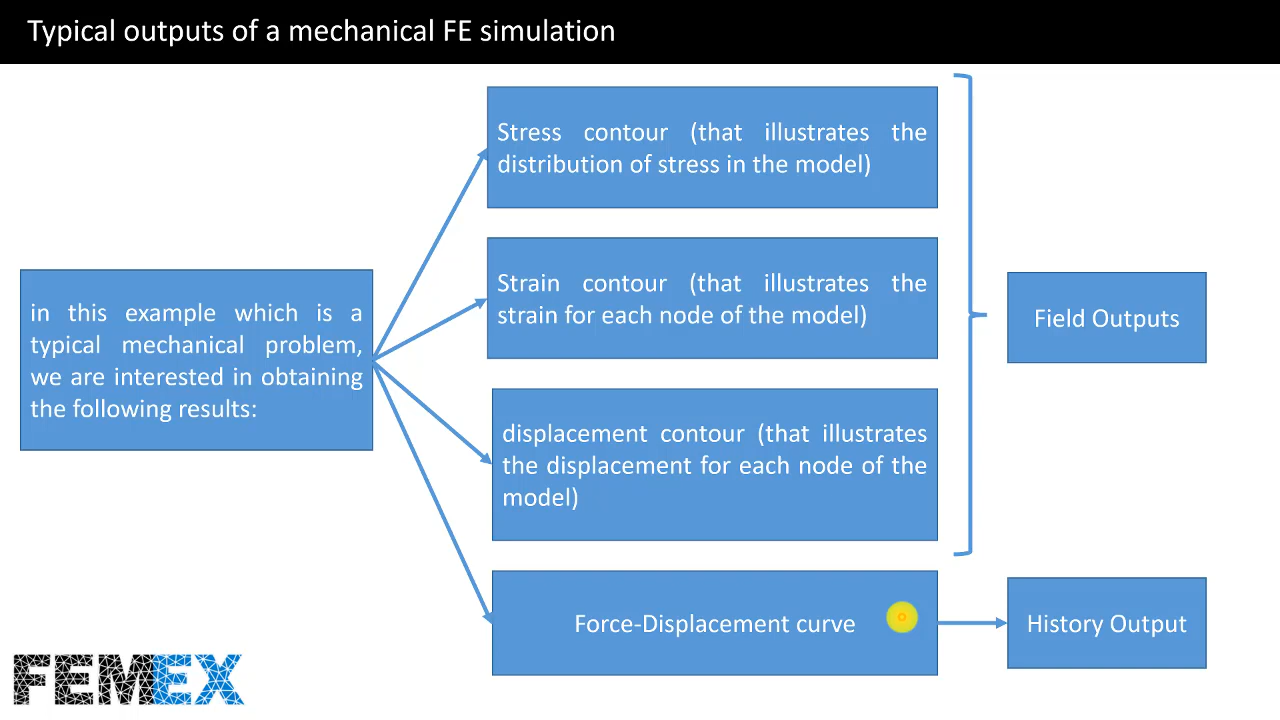 Typical outputs of a mechanical FE simulation
Stress contour (that illustrates the
distribution of stress in the model)
Strain contour (that illustrates the
strain for each node of the model)
in this example which is a
typical mechanical problem,
we are interested in obtaining
the following results:
Field Outputs
displacement contour (that illustrates
the displacement for each node of the
model)
Force-Displacement curve
History Output
FEMEX